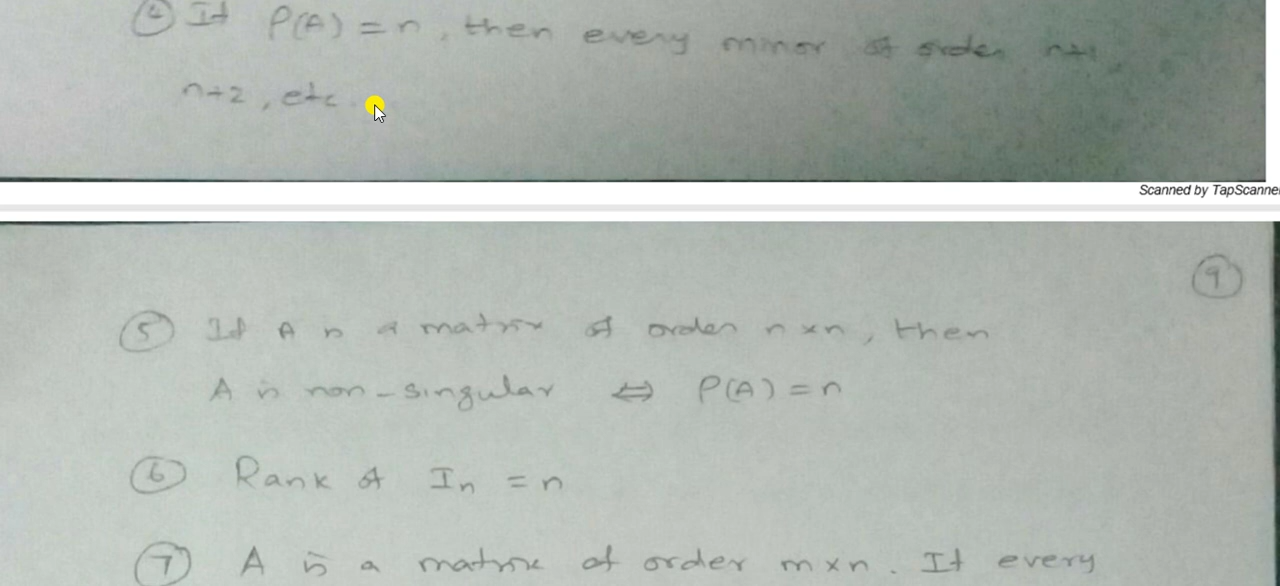 ④ If P(A) = n, then every minor of order n+1,
n+2, etc.
Scanned by TapScanner
9
⑤ If A is a matrix of order n×n, then
A is non-singular ⇔ P(A) = n
⑥ Rank of In = n
⑦ A is a matrix of order m×n. If every